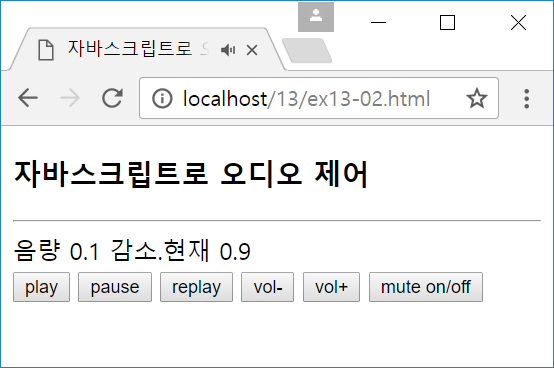 자바스크립트로
localhost/13/ex13-02.html
자바스크립트로 오디오 제어
음량 0.1 감소.현재 0.9
play pause replay vol- vol+ mute on/off